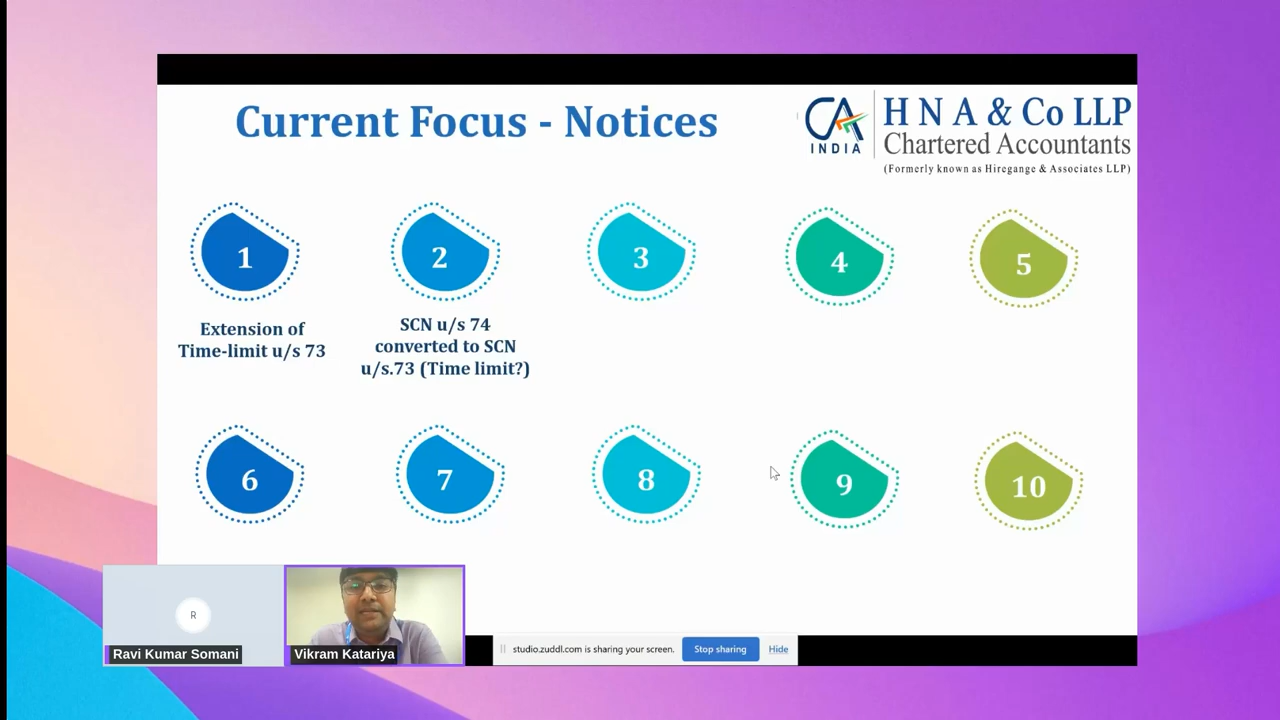 Current Focus - Notices
CA
INDIA
H N A & Co LLP
Chartered Accountants
(Formerly known as Hiregange & Associates LLP)
1
2
3
4
5
Extension of
Time-limit u/s 73
SCN u/s 74
converted to SCN
u/s.73 (Time limit?)
6
7
8
9
10
R
Ravi Kumar Somani
Vikram Katariya
studio.zuddl.com is sharing your screen.
Stop sharing
Hide